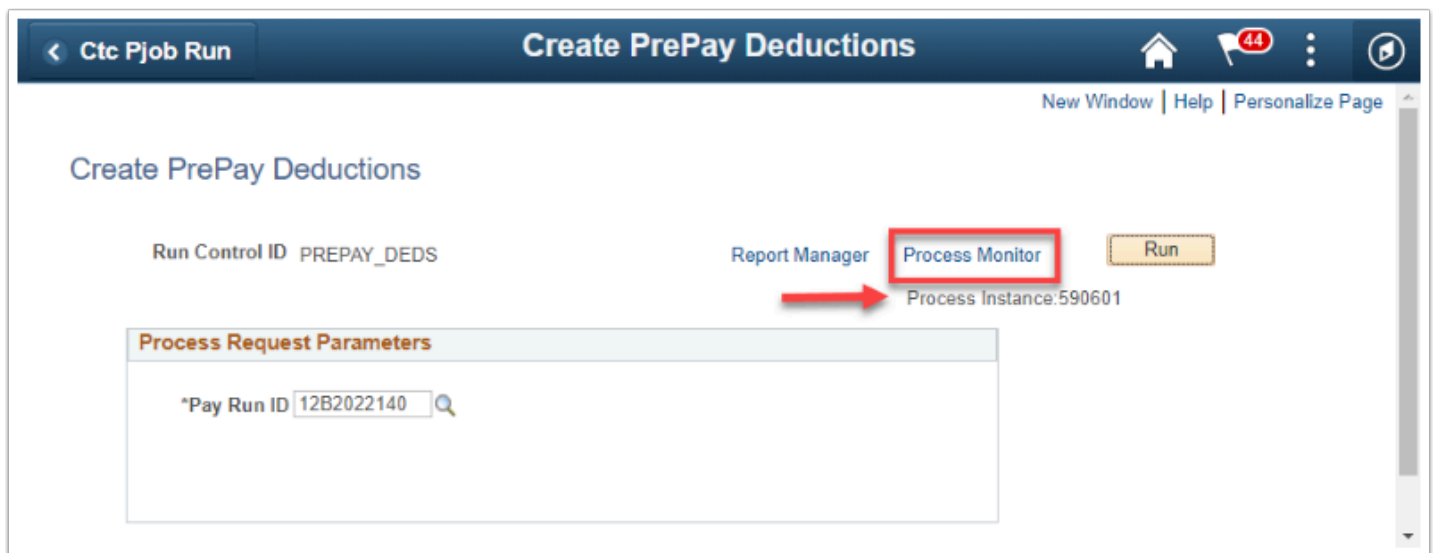 Ctc Pjob Run Create PrePay Deductions 44
New Window | Help | Personalize Page
Create PrePay Deductions
Run Control ID PREPAY_DEDS Report Manager Process Monitor Run
Process Instance:590601
Process Request Parameters
*Pay Run ID 12B2022140